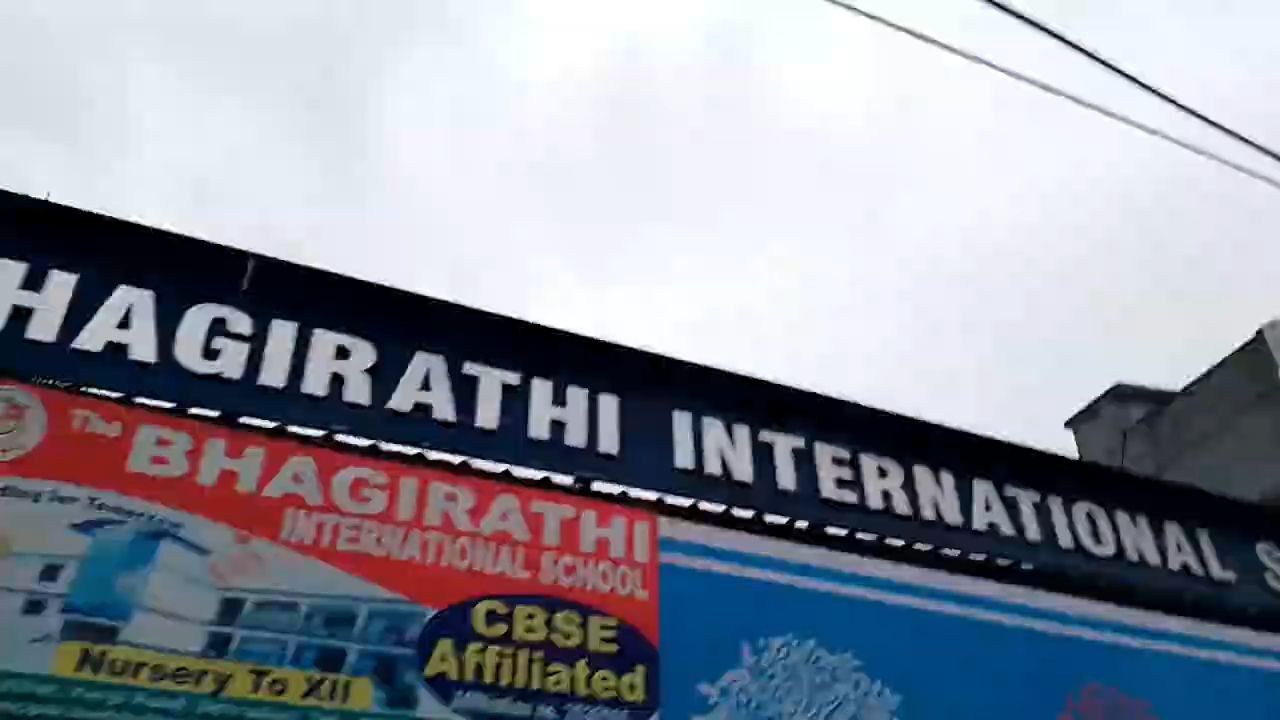 HAGIRATHI INTERNATIONAL S
The
BHAGIRATHI
INTERNATIONAL SCHOOL
CBSE
Affiliated
Nursery To XII